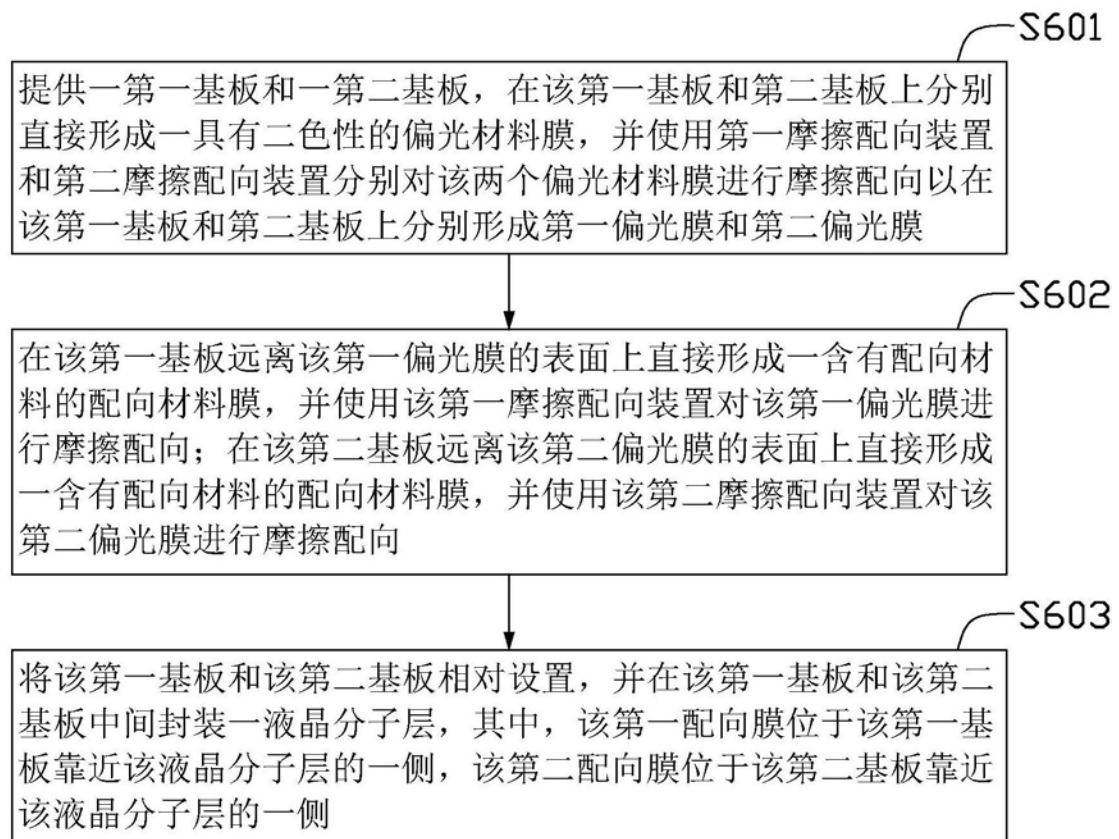 S601
提供一第一基板和一第二基板，在该第一基板和第二基板上分别
直接形成一具有二色性的偏光材料膜，并使用第一摩擦配向装置
和第二摩擦配向装置分别对该两个偏光材料膜进行摩擦配向以在
该第一基板和第二基板上分别形成第一偏光膜和第二偏光膜
S602
在该第一基板远离该第一偏光膜的表面上直接形成一含有配向材
料的配向材料膜，并使用该第一摩擦配向装置对该第一偏光膜进
行摩擦配向；在该第二基板远离该第二偏光膜的表面上直接形成
一含有配向材料的配向材料膜，并使用该第二摩擦配向装置对该
第二偏光膜进行摩擦配向
S603
将该第一基板和该第二基板相对设置，并在该第一基板和该第二
基板中间封装一液晶分子层，其中，该第一配向膜位于该第一基
板靠近该液晶分子层的一侧，该第二配向膜位于该第二基板靠近
该液晶分子层的一侧